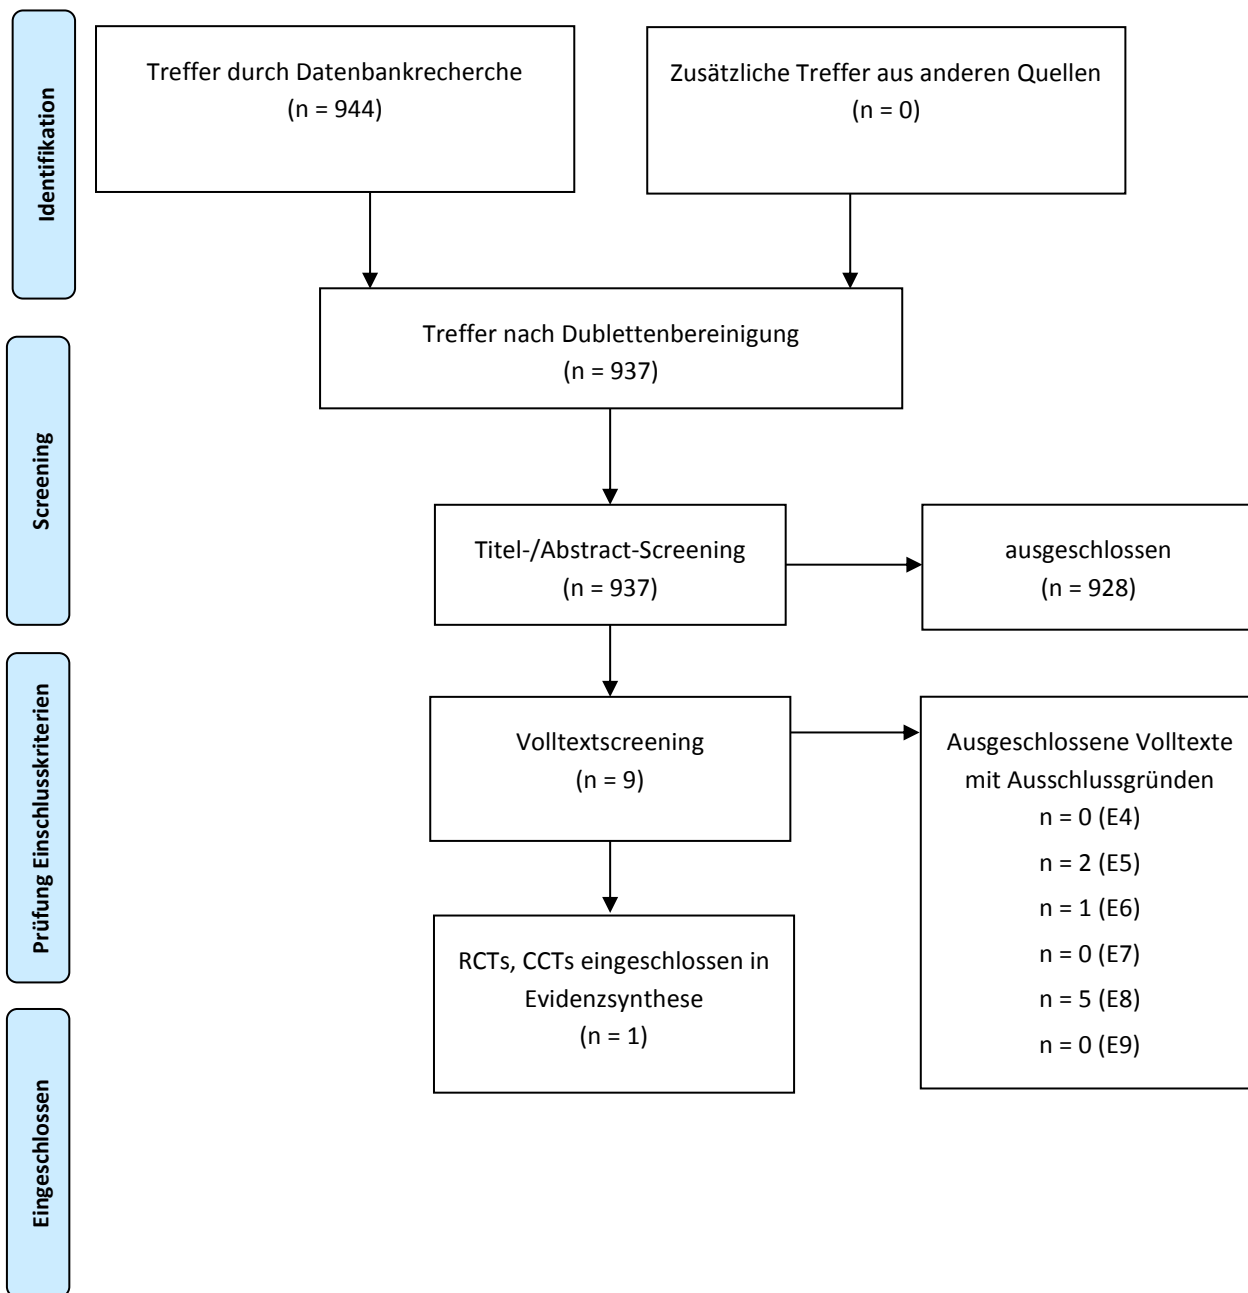 Identifikation
Treffer durch Datenbankrecherche
(n = 944)
Zusätzliche Treffer aus anderen Quellen
(n = 0)
Treffer nach Dublettenbereinigung
(n = 937)
Screening
Titel-/Abstract-Screening
(n = 937)
ausgeschlossen
(n = 928)
Prüfung Einschlusskriterien
Volltextscreening
(n = 9)
Ausgeschlossene Volltexte
mit Ausschlussgründen
n = 0 (E4)
n = 2 (E5)
n = 1 (E6)
n = 0 (E7)
n = 5 (E8)
n = 0 (E9)
RCTs, CCTs eingeschlossen in
Evidenzsynthese
(n = 1)
Eingeschlossen